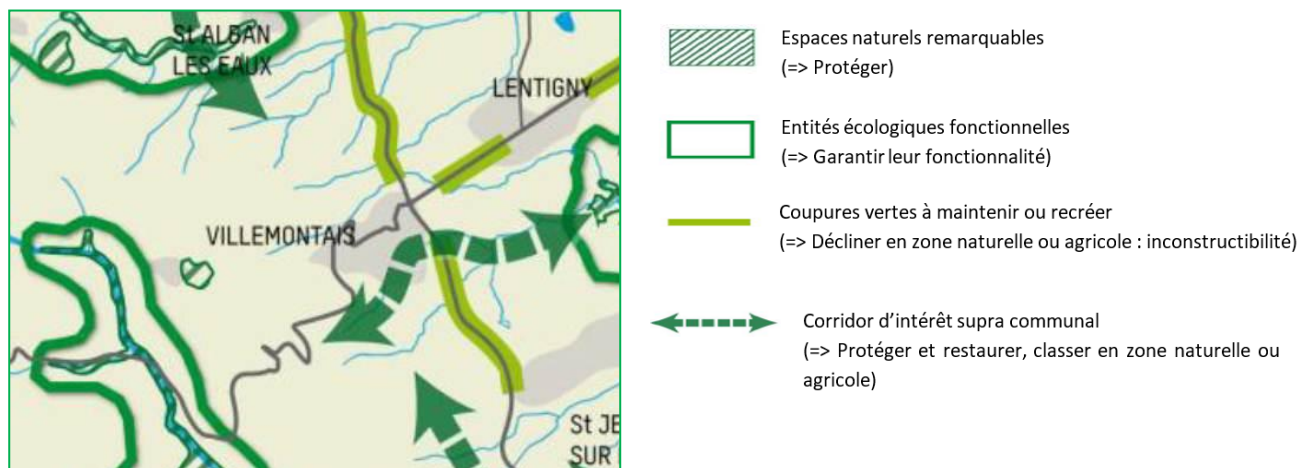 St ALBAN
LES EAUX
LENTIGNY
VILLEMONTAIS
St JE
SUR
Espaces naturels remarquables
(=> Protéger)
Entités écologiques fonctionnelles
(=> Garantir leur fonctionnalité)
Coupures vertes à maintenir ou recréer
(=> Décliner en zone naturelle ou agricole : inconstructibilité)
Corridor d’intérêt supra communal
(=> Protéger et restaurer, classer en zone naturelle ou
agricole)